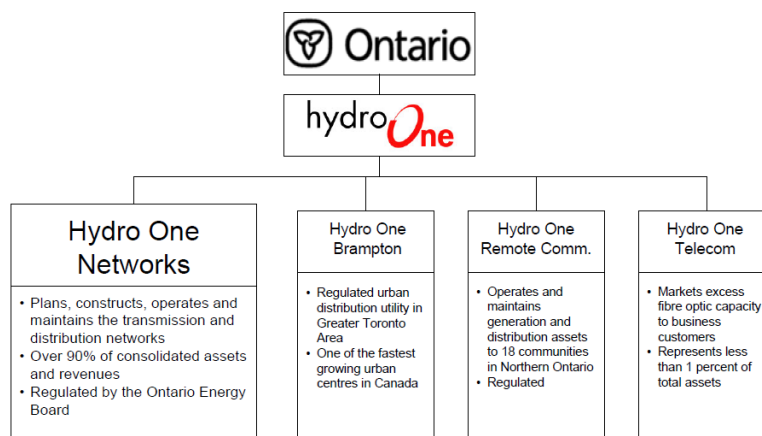 Ontario
hydro One
Hydro One
Networks
• Plans, constructs, operates and
maintains the transmission and
distribution networks
• Over 90% of consolidated assets
and revenues
• Regulated by the Ontario Energy
Board
Hydro One
Brampton
• Regulated urban
distribution utility in
Greater Toronto
Area
• One of the fastest
growing urban
centres in Canada
Hydro One
Remote Comm.
• Operates and
maintains
generation and
distribution assets
to 18 communities
in Northern Ontario
• Regulated
Hydro One
Telecom
• Markets excess
fibre optic capacity
to business
customers
• Represents less
than 1 percent of
total assets